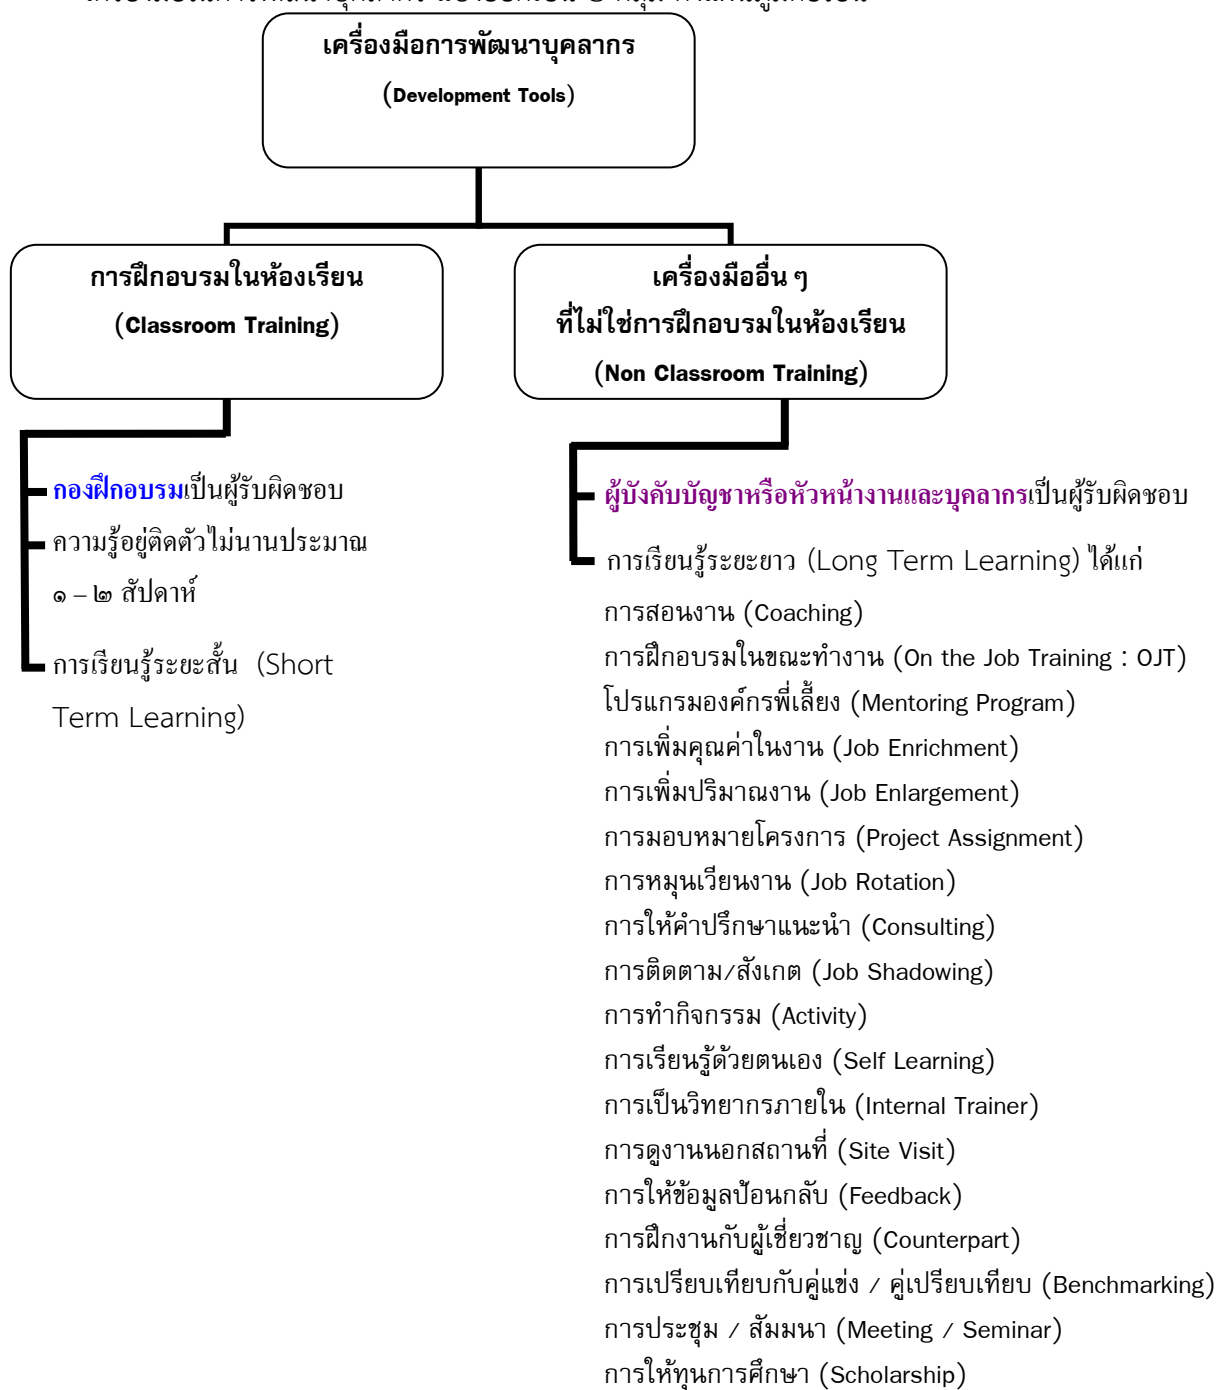 เครื่องมือการพัฒนาบุคลากร
(Development Tools)
การฝึกอบรมในห้องเรียน
(Classroom Training)
เครื่องมืออื่น ๆ
ที่ไม่ใช่การฝึกอบรมในห้องเรียน
(Non Classroom Training)
กองฝึกอบรมเป็นผู้รับผิดชอบ
ความรู้อยู่ติดตัวไม่นานประมาณ
๑ – ๒ สัปดาห์
การเรียนรู้ระยะสั้น (Short
Term Learning)
ผู้บังคับบัญชาหรือหัวหน้างานและบุคลากรเป็นผู้รับผิดชอบ
การเรียนรู้ระยะยาว (Long Term Learning) ได้แก่
การสอนงาน (Coaching)
การฝึกอบรมในขณะทำงาน (On the Job Training : OJT)
โปรแกรมองค์กรพี่เลี้ยง (Mentoring Program)
การเพิ่มคุณค่าในงาน (Job Enrichment)
การเพิ่มปริมาณงาน (Job Enlargement)
การมอบหมายโครงการ (Project Assignment)
การหมุนเวียนงาน (Job Rotation)
การให้คำปรึกษาแนะนำ (Consulting)
การติดตาม/สังเกต (Job Shadowing)
การทำกิจกรรม (Activity)
การเรียนรู้ด้วยตนเอง (Self Learning)
การเป็นวิทยากรภายใน (Internal Trainer)
การดูงานนอกสถานที่ (Site Visit)
การให้ข้อมูลป้อนกลับ (Feedback)
การฝึกงานกับผู้เชี่ยวชาญ (Counterpart)
การเปรียบเทียบกับคู่แข่ง / คู่เปรียบเทียบ (Benchmarking)
การประชุม / สัมมนา (Meeting / Seminar)
การให้ทุนการศึกษา (Scholarship)